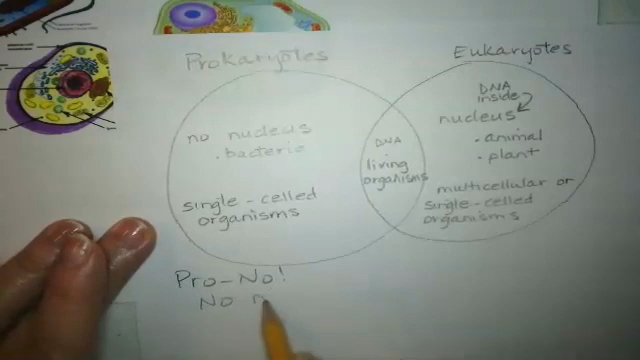 Prokaryotes
Eukaryotes
no nucleus
. bacteria
single-celled
organisms
DNA
living
organisms
DNA
inside
nucleus
. animal
. plant
multicellular or
single-celled
organisms
Pro-No!
No n